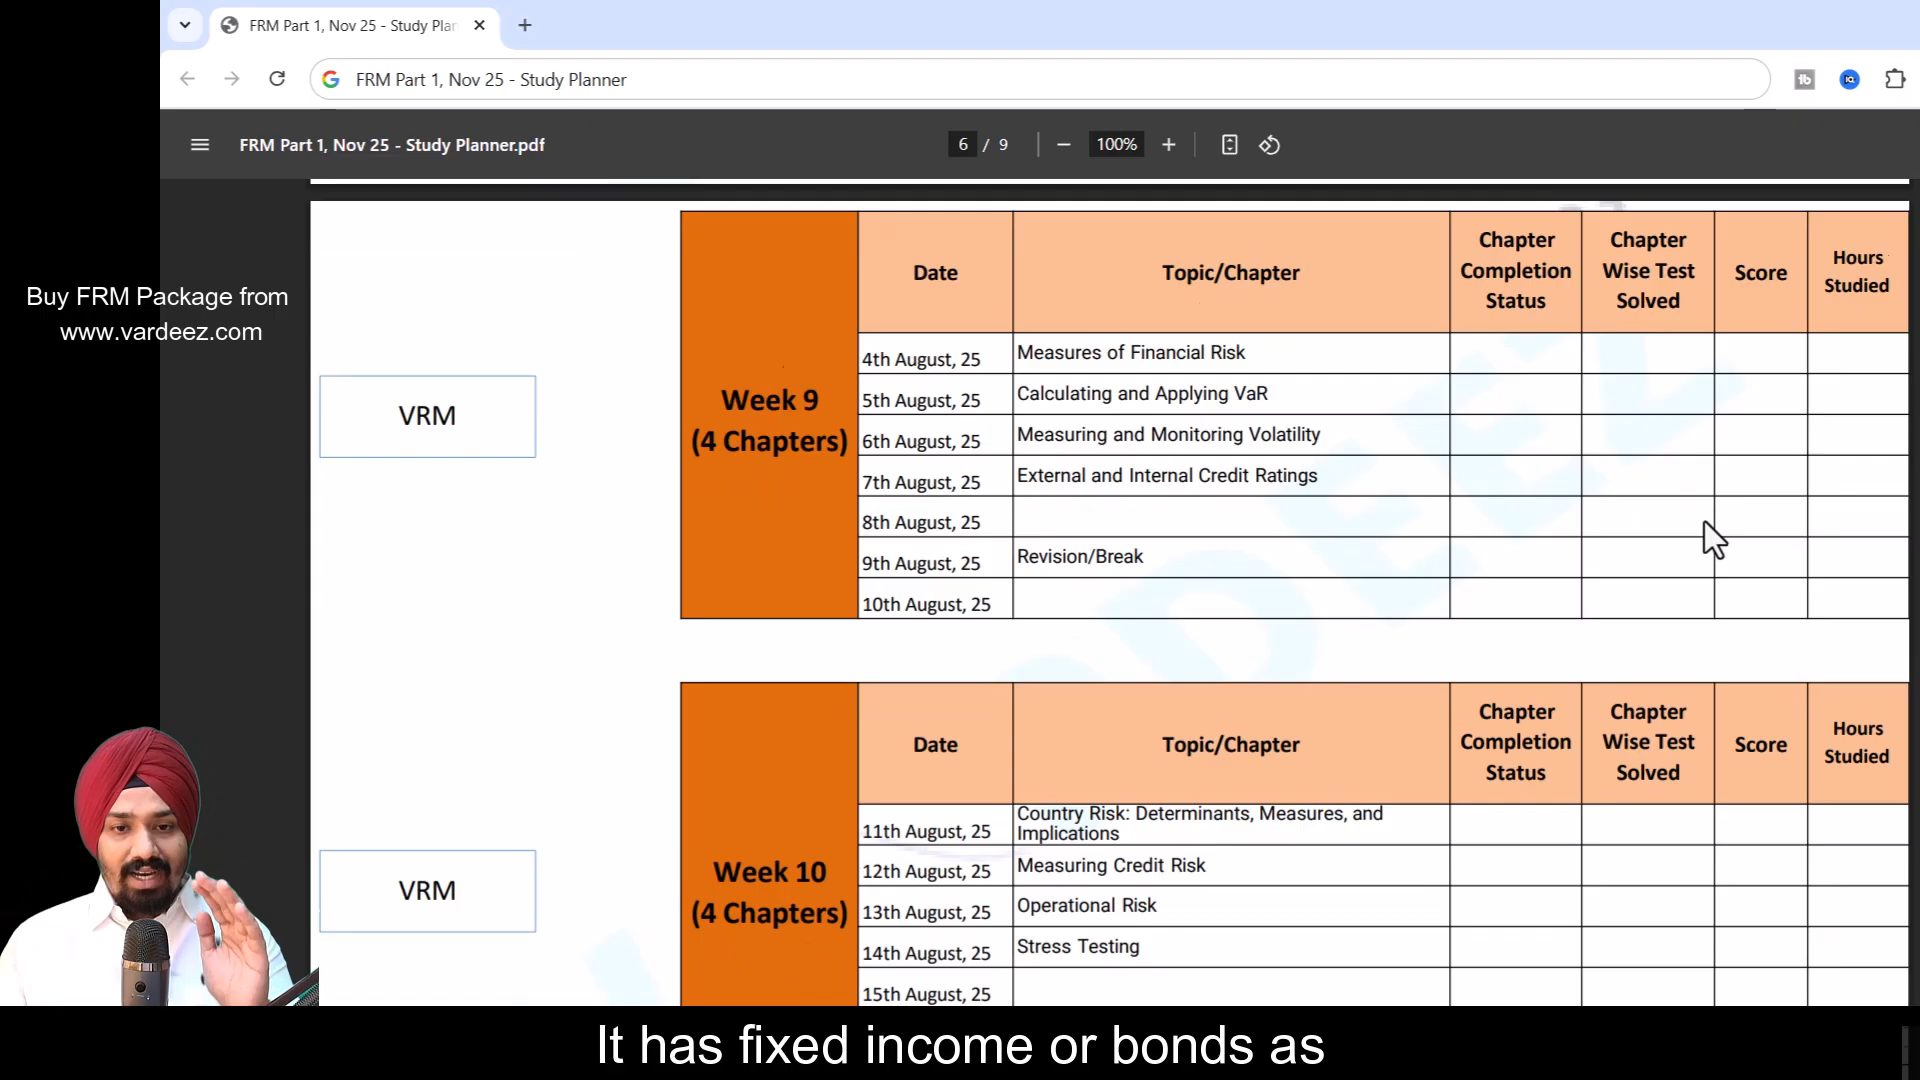 FRM Part 1, Nov 25 - Study Plan
FRM Part 1, Nov 25 - Study Planner
FRM Part 1, Nov 25 - Study Planner.pdf
6 / 9
100%
Buy FRM Package from
www.vardeez.com
VRM
Week 9
(4 Chapters)
Date
Topic/Chapter
Chapter
Completion
Status
Chapter
Wise Test
Solved
Score
Hours
Studied
4th August, 25 Measures of Financial Risk
5th August, 25 Calculating and Applying VaR
6th August, 25 Measuring and Monitoring Volatility
7th August, 25 External and Internal Credit Ratings
8th August, 25
9th August, 25 Revision/Break
10th August, 25
VRM
Week 10
(4 Chapters)
Date
Topic/Chapter
Chapter
Completion
Status
Chapter
Wise Test
Solved
Score
Hours
Studied
11th August, 25 Country Risk: Determinants, Measures, and
Implications
12th August, 25 Measuring Credit Risk
13th August, 25 Operational Risk
14th August, 25 Stress Testing
15th August, 25
It has fixed income or bonds as